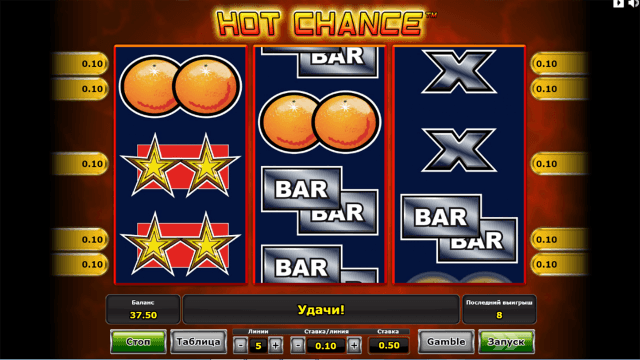 HOT CHANCE™
0.10
0.10
0.10
0.10
0.10
0.10
0.10
0.10
0.10
0.10
BAR
X
X
BAR
BAR
BAR
BAR
BAR
Баланс
37.50
Удачи!
Последний выигрыш
8
Стоп
Таблица
Линии
- 5 +
Ставка/линия
- 0.10 +
Ставка
0.50
Gamble
Запуск